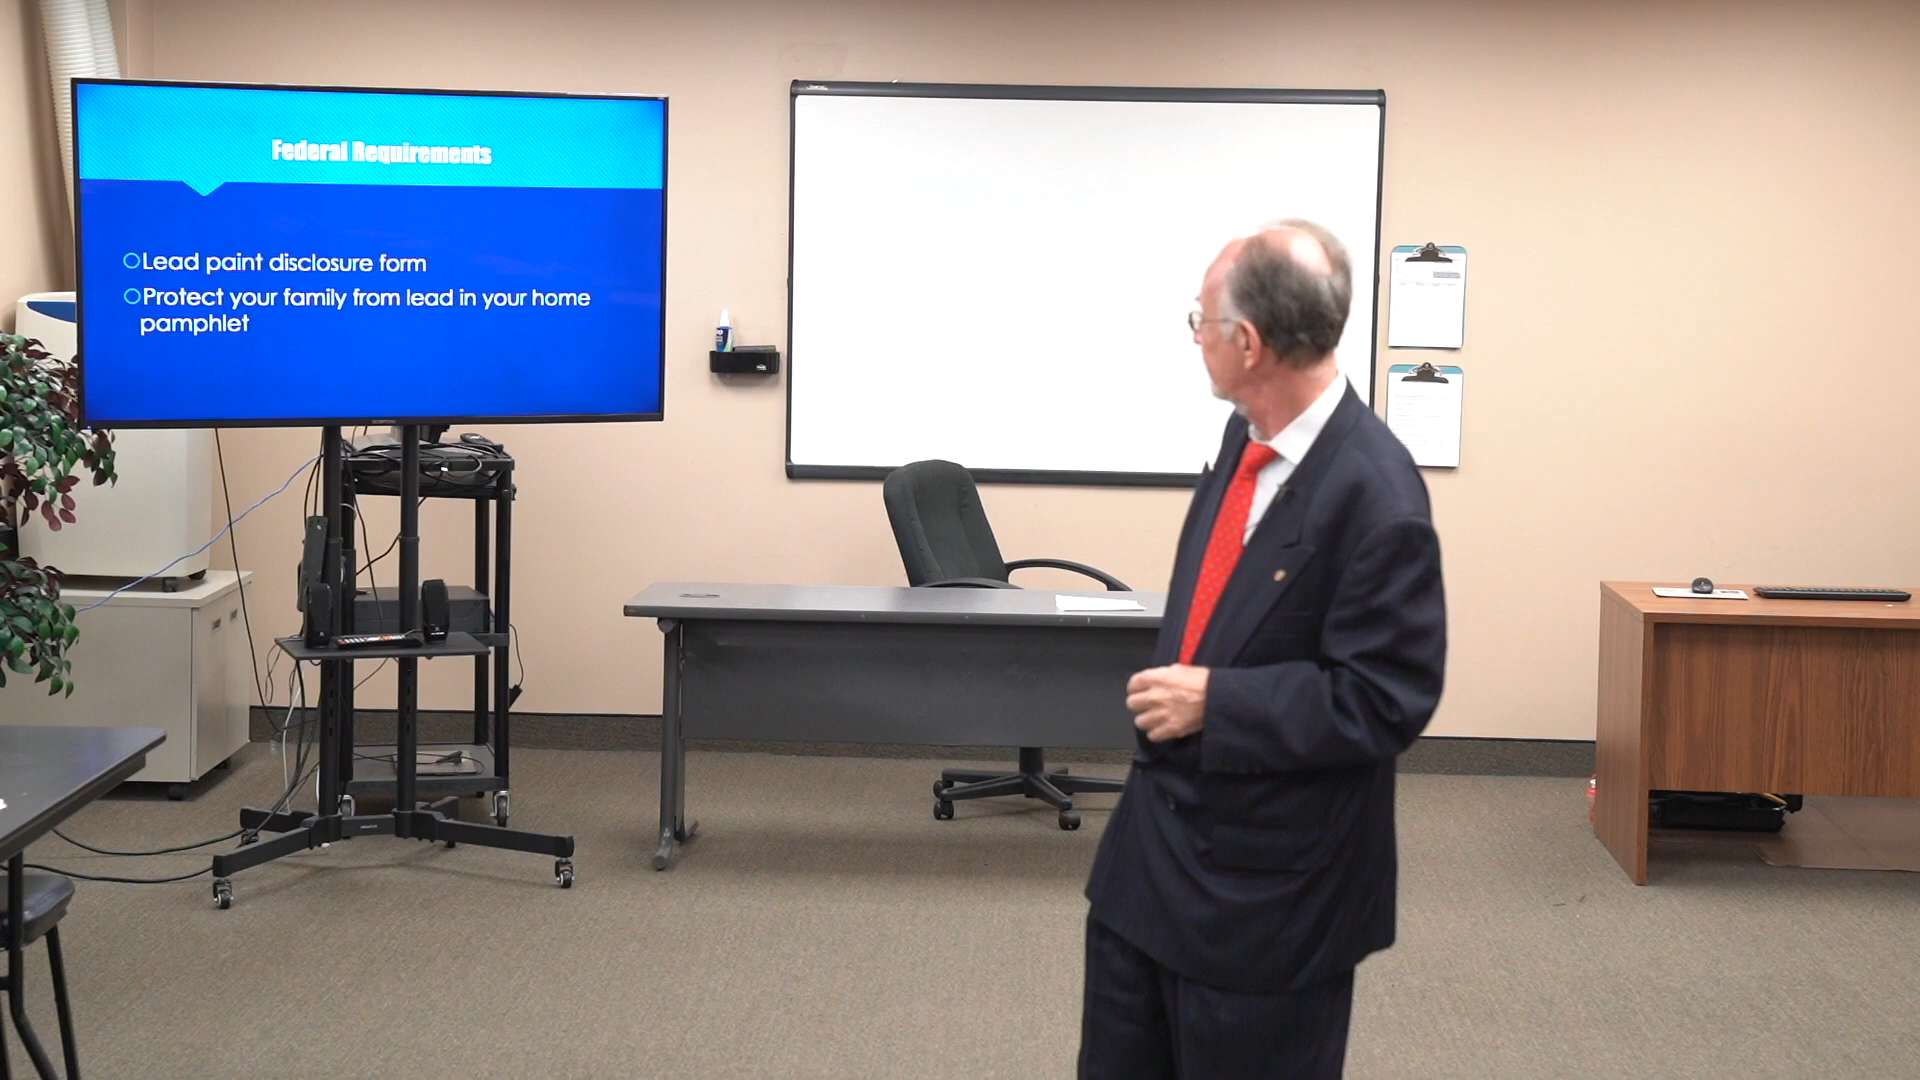 Federal Requirements
Lead paint disclosure form
Protect your family from lead in your home
pamphlet